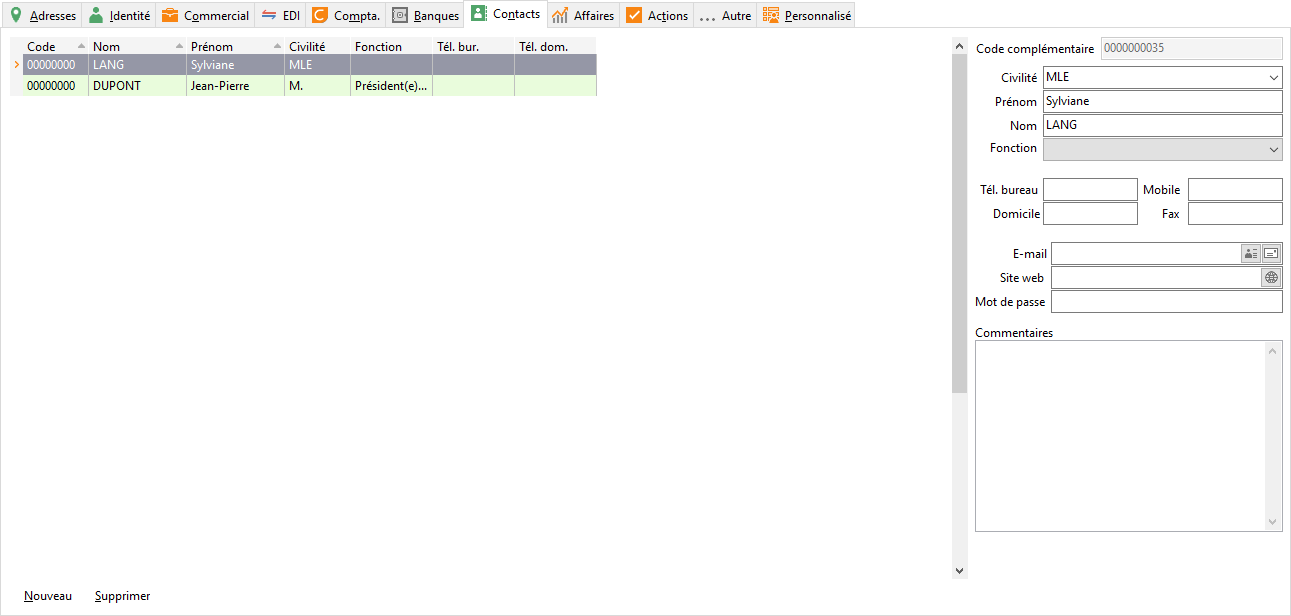 Adresses Identité Commercial EDI Compta. Banques Contacts Affaires Actions ... Autre Personnalisé
Code Nom Prénom Civilité Fonction Tél. bur. Tél. dom.
00000000 LANG Sylviane MLE
00000000 DUPONT Jean-Pierre M. Président(e)...
Code complémentaire 0000000035
Civilité MLE
Prénom Sylviane
Nom LANG
Fonction
Tél. bureau Mobile
Domicile Fax
E-mail
Site web
Mot de passe
Commentaires
Nouveau Supprimer